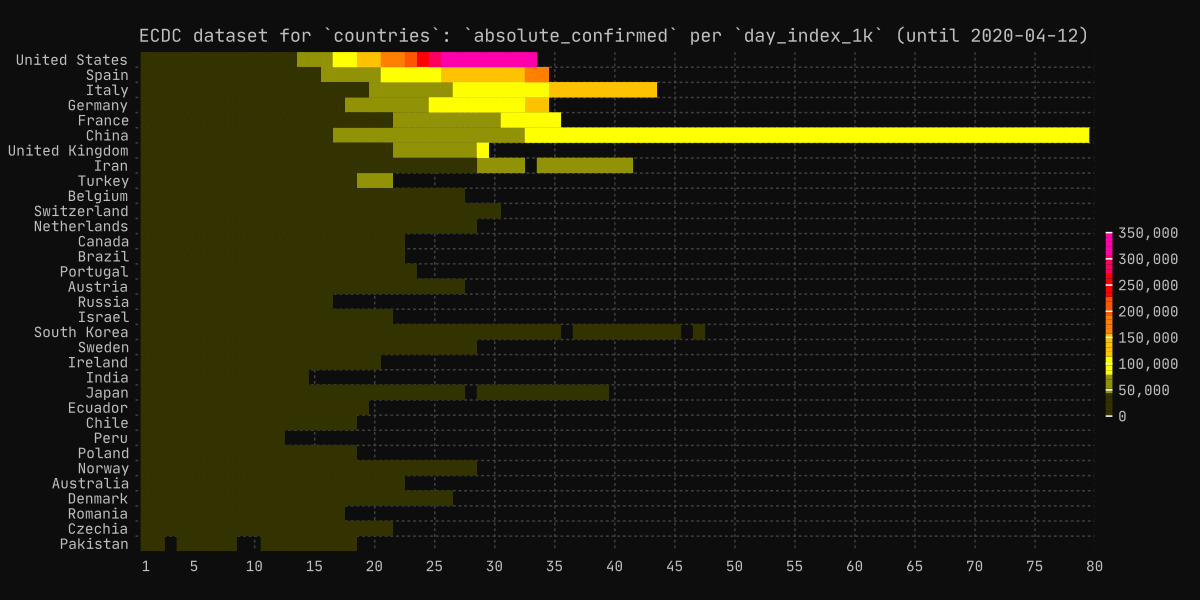 ECDC dataset for `countries`: `absolute_confirmed` per `day_index_1k` (until 2020-04-12)
United States
Spain
Italy
Germany
France
China
United Kingdom
Iran
Turkey
Belgium
Switzerland
Netherlands
Canada
Brazil
Portugal
Austria
Russia
Israel
South Korea
Sweden
Ireland
India
Japan
Ecuador
Chile
Peru
Poland
Norway
Australia
Denmark
Romania
Czechia
Pakistan
1 5 10 15 20 25 30 35 40 45 50 55 60 65 70 75 80
350,000
300,000
250,000
200,000
150,000
100,000
50,000
0